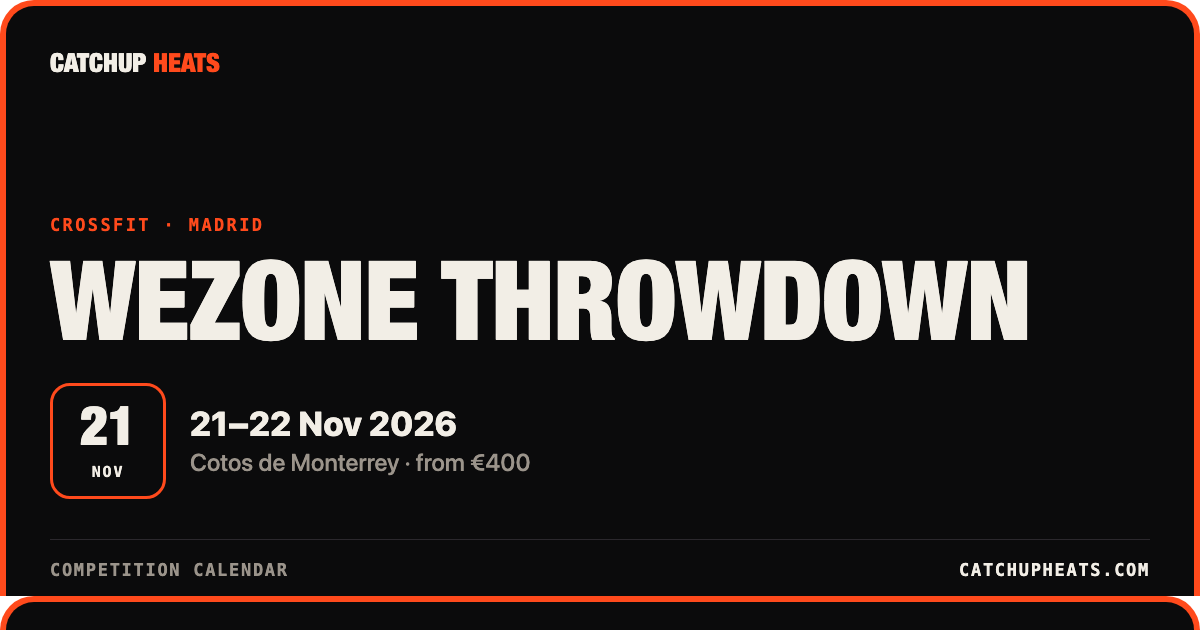 CATCHUP HEATS
CROSSFIT · MADRID
WEZONE THROWDOWN
21
NOV
21–22 Nov 2026
Cotos de Monterrey · from €400
COMPETITION CALENDAR
CATCHUPHEATS.COM